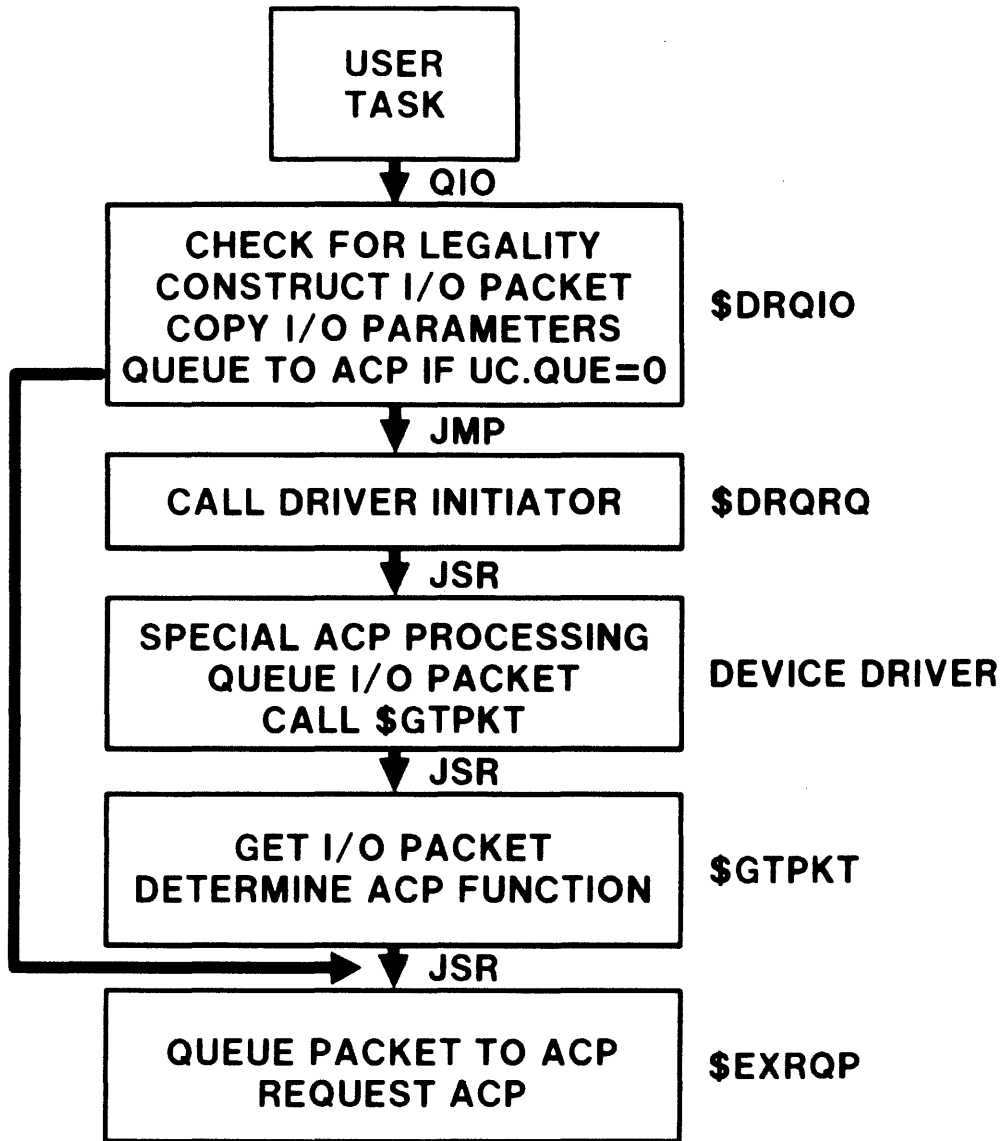 USER
TASK
QIO
CHECK FOR LEGALITY
CONSTRUCT I/O PACKET
COPY I/O PARAMETERS
QUEUE TO ACP IF UC.QUE=0
$DRQIO
JMP
CALL DRIVER INITIATOR
$DRQRQ
JSR
SPECIAL ACP PROCESSING
QUEUE I/O PACKET
CALL $GTPKT
DEVICE DRIVER
JSR
GET I/O PACKET
DETERMINE ACP FUNCTION
$GTPKT
JSR
QUEUE PACKET TO ACP
REQUEST ACP
$EXRQP